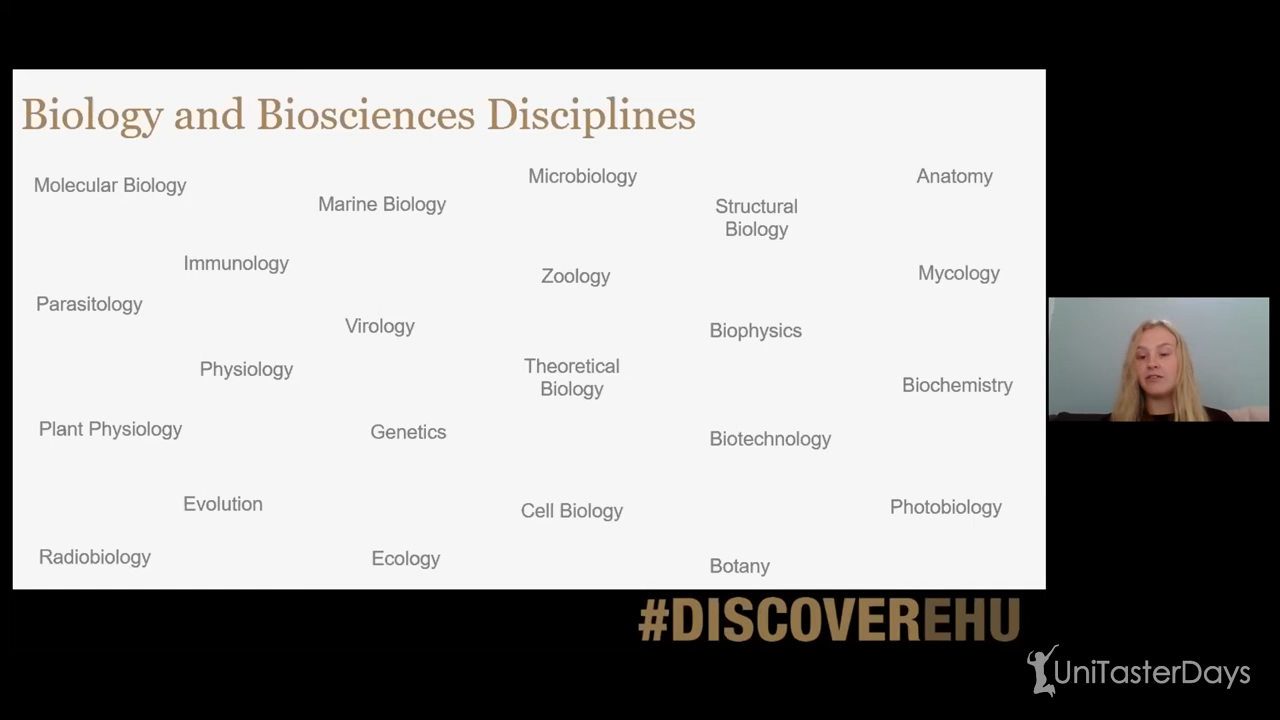 Biology and Biosciences Disciplines
Molecular Biology
Marine Biology
Microbiology
Structural
Biology
Anatomy
Immunology
Zoology
Mycology
Parasitology
Virology
Biophysics
Physiology
Theoretical
Biology
Biochemistry
Plant Physiology
Genetics
Biotechnology
Evolution
Cell Biology
Photobiology
Radiobiology
Ecology
Botany
#DISCOVEREHU
UniTasterDays